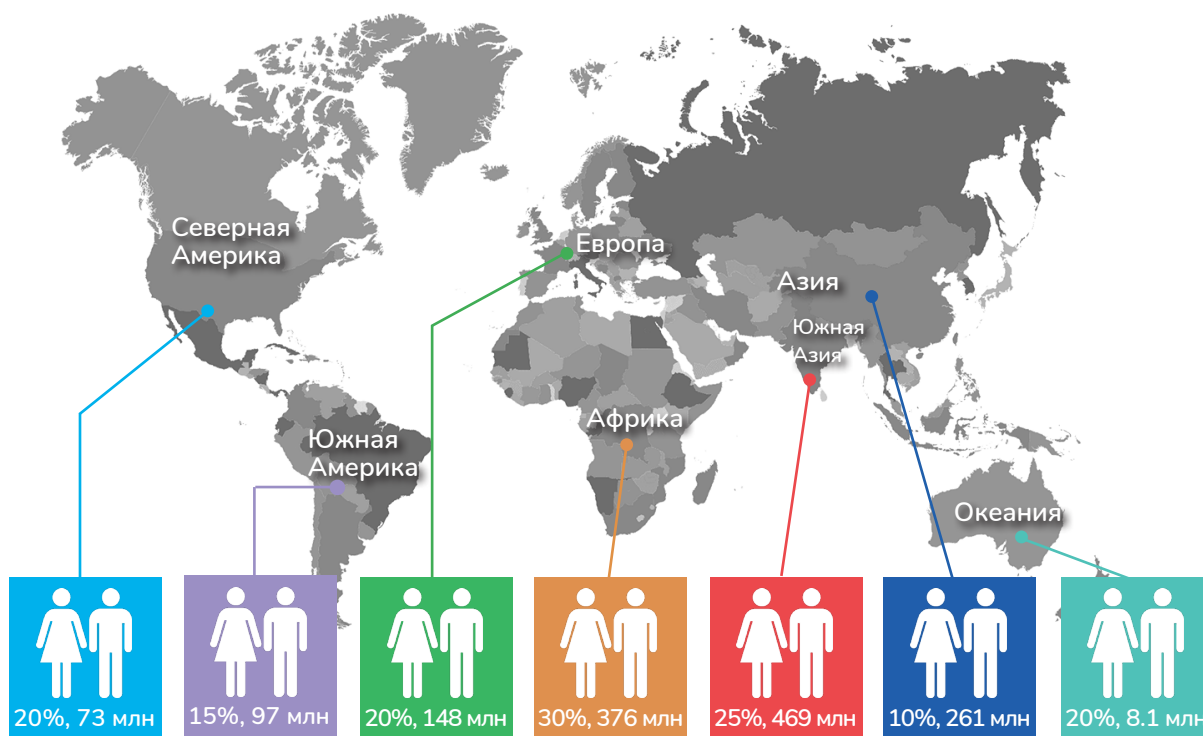 Северная
Америка
Европа
Азия
Южная
Азия
Африка
Южная
Америка
Океания
20%, 73 млн
15%, 97 млн
20%, 148 млн
30%, 376 млн
25%, 469 млн
10%, 261 млн
20%, 8.1 млн